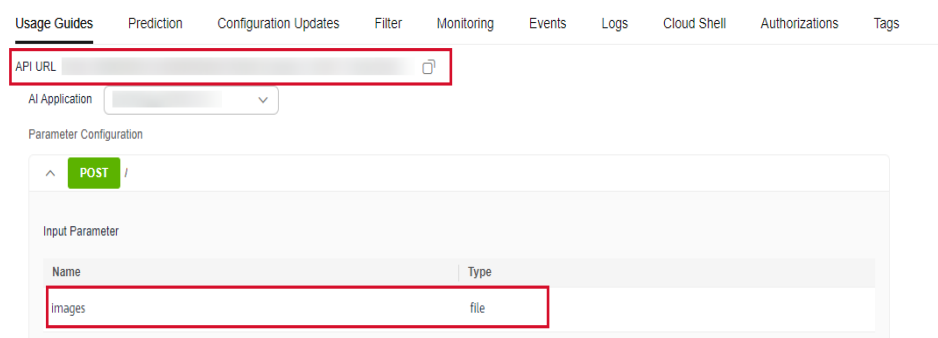 Usage Guides Prediction Configuration Updates Filter Monitoring Events Logs Cloud Shell Authorizations Tags
API URL
AI Application
Parameter Configuration
POST /
Input Parameter
Name Type
images file